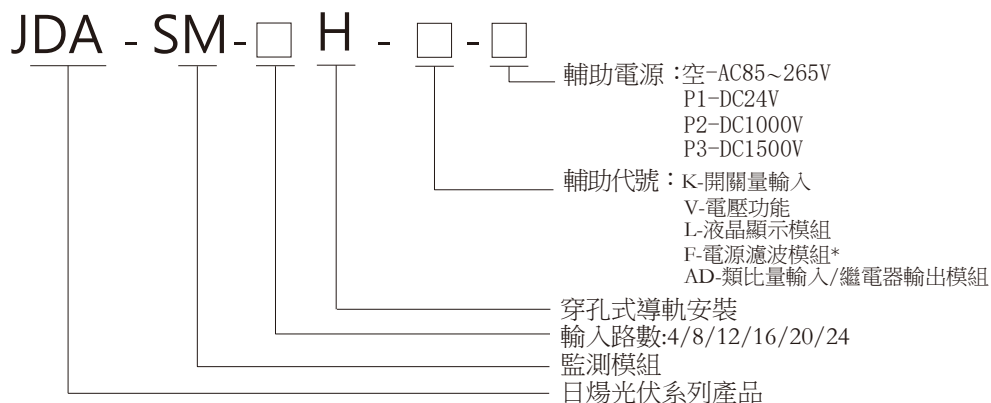 JDA - SM-□ H - □ - □
輔助電源：空-AC85~265V
P1-DC24V
P2-DC1000V
P3-DC1500V
輔助代號：K-開關量輸入
V-電壓功能
L-液晶顯示模組
F-電源濾波模組*
AD-類比量輸入/繼電器輸出模組
穿孔式導軌安裝
輸入路數:4/8/12/16/20/24
監測模組
日煬光伏系列產品